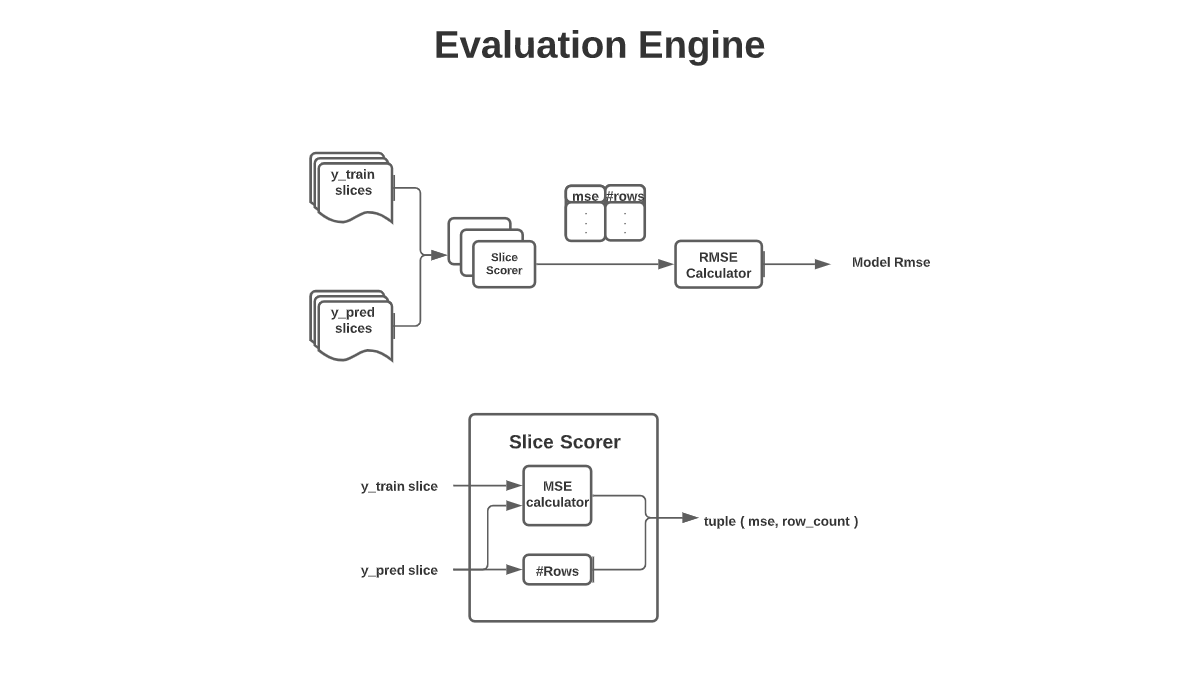 Evaluation Engine
y_train
slices
mse #rows
. .
. .
. .
Slice
Scorer
RMSE
Calculator
Model Rmse
y_pred
slices
Slice Scorer
y_train slice
MSE
calculator
tuple ( mse, row_count )
y_pred slice
#Rows